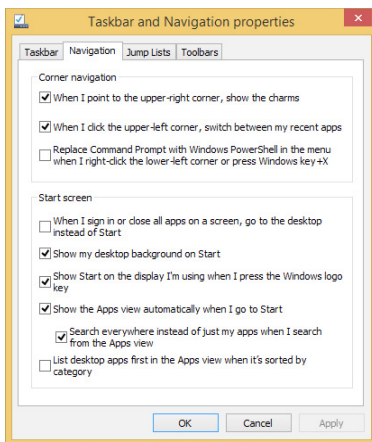 Taskbar and Navigation properties
Taskbar Navigation Jump Lists Toolbars
Corner navigation
When I point to the upper-right corner, show the charms
When I click the upper-left corner, switch between my recent apps
Replace Command Prompt with Windows PowerShell in the menu
when I right-click the lower-left corner or press Windows key+X
Start screen
When I sign in or close all apps on a screen, go to the desktop
instead of Start
Show my desktop background on Start
Show Start on the display I'm using when I press the Windows logo
key
Show the Apps view automatically when I go to Start
Search everywhere instead of just my apps when I search
from the Apps view
List desktop apps first in the Apps view when it's sorted by
category
OK Cancel Apply